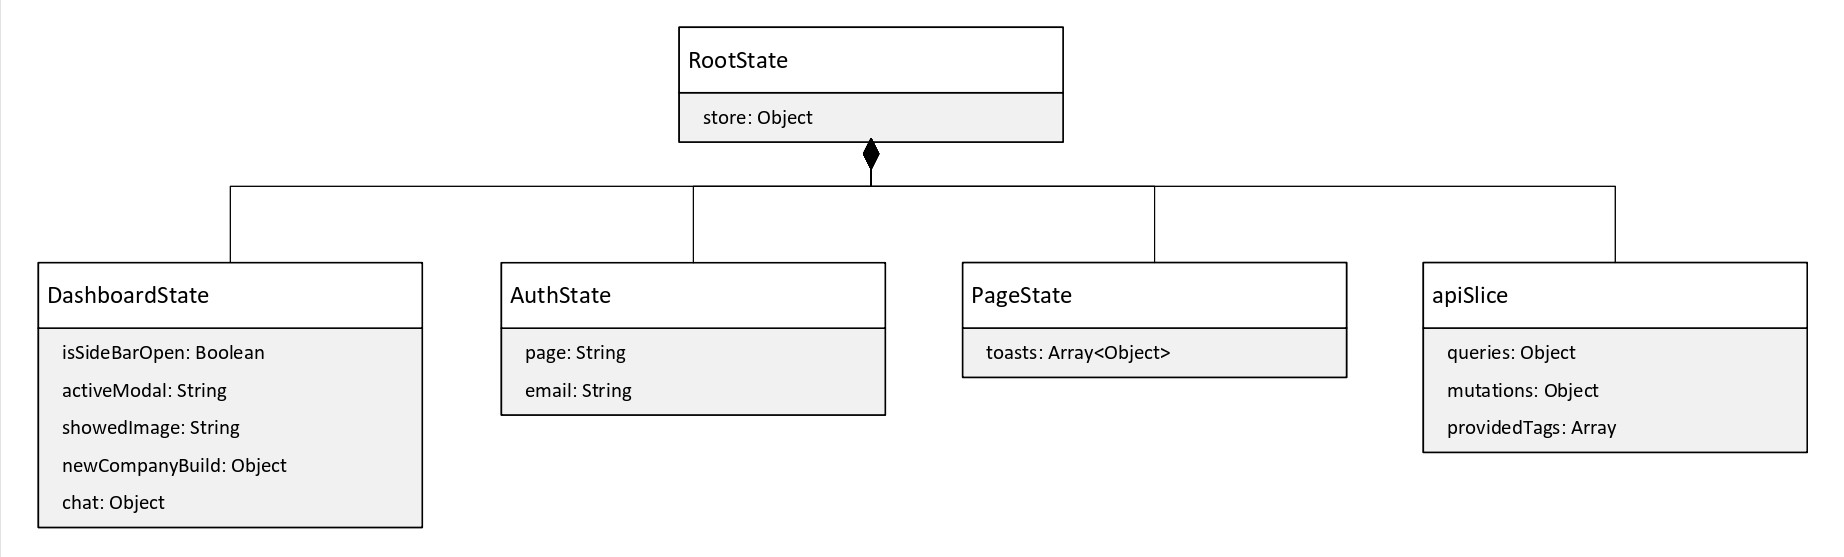 RootState
store: Object
DashboardState
isSideBarOpen: Boolean
activeModal: String
showedImage: String
newCompanyBuild: Object
chat: Object
AuthState
page: String
email: String
PageState
toasts: Array<Object>
apiSlice
queries: Object
mutations: Object
providedTags: Array